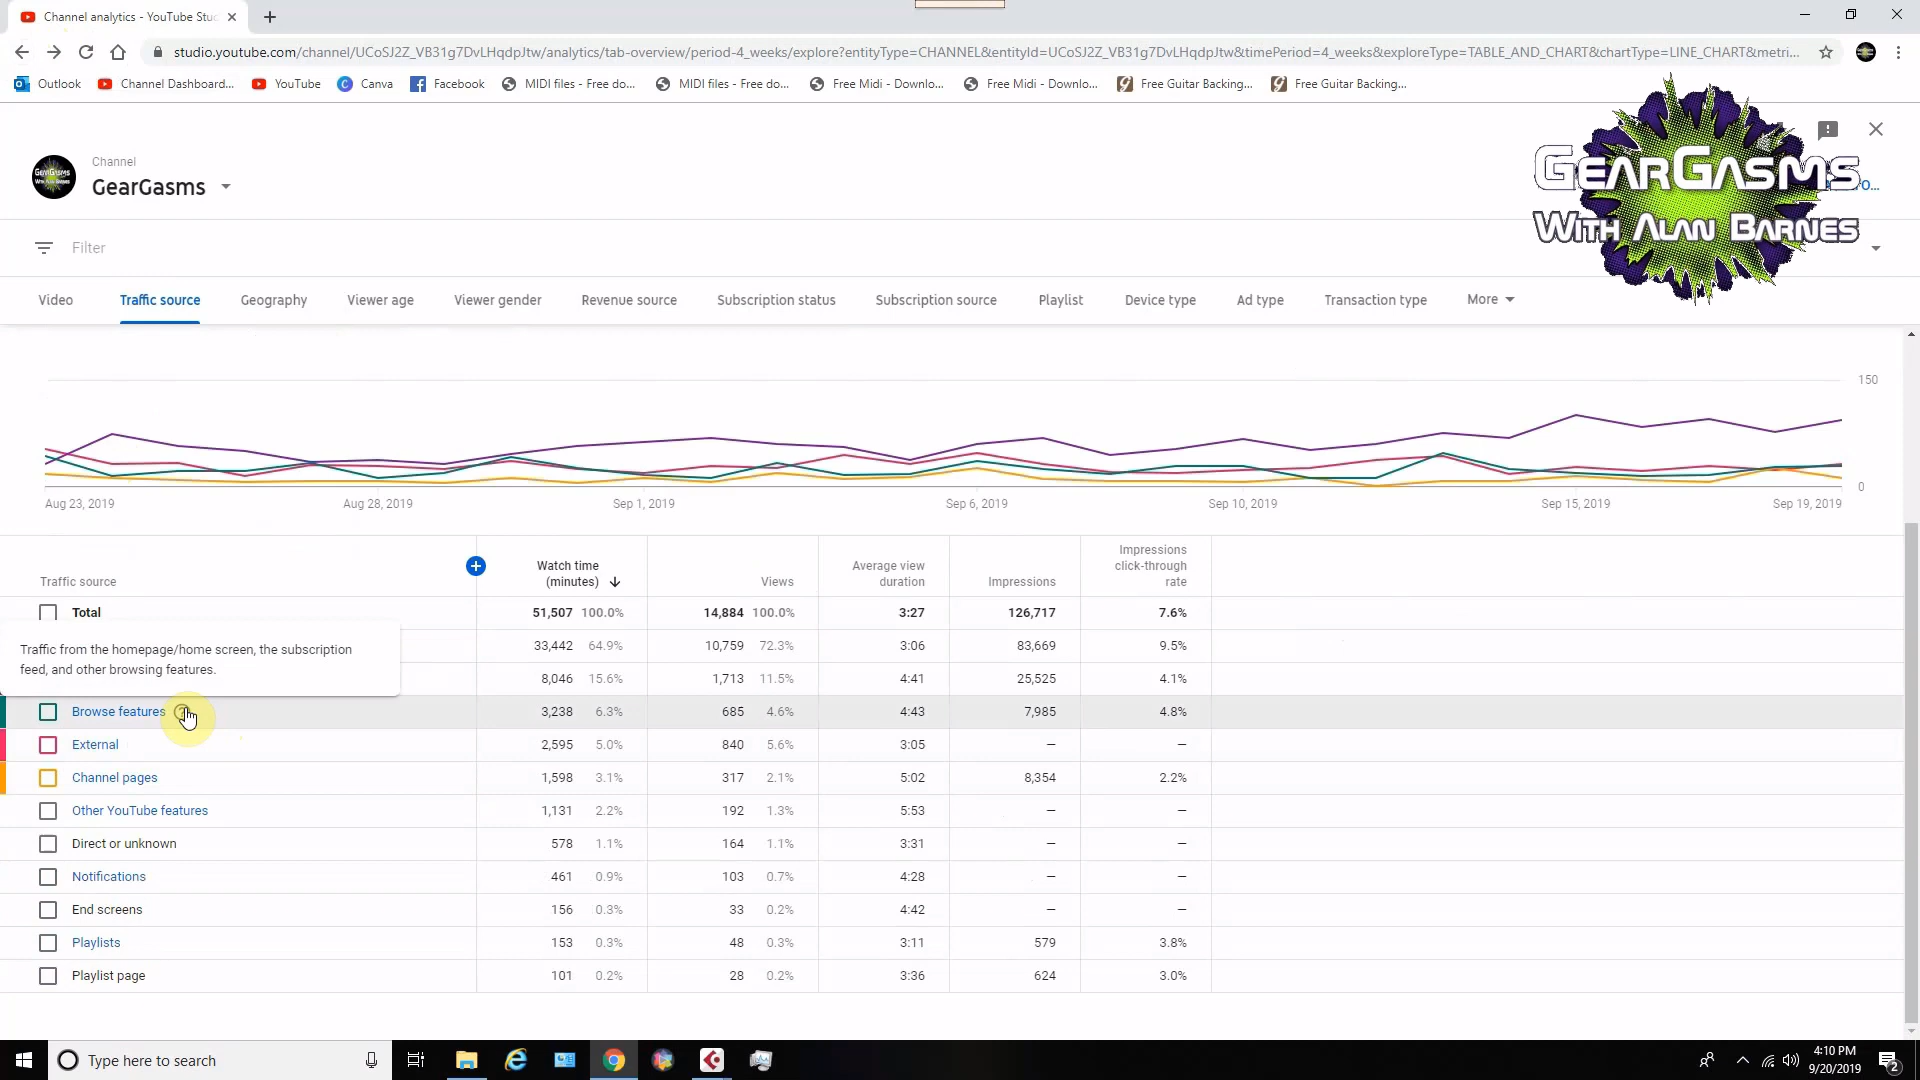 Channel analytics - YouTube Stu
studio.youtube.com/channel/UCoSJ2Z_VB31g7DvLHqdpJtw/analytics/tab-overview/period-4_weeks/explore?entityType=CHANNEL&entityId=UCoSJ2Z_VB31g7DvLHqdpJtw&timePeriod=4_weeks&exploreType=TABLE_AND_CHART&chartType=LINE_CHART&metri...
Outlook Channel Dashboard... YouTube Canva Facebook MIDI files - Free do... MIDI files - Free do... Free Midi - Downlo... Free Midi - Downlo... Free Guitar Backing... Free Guitar Backing...
Channel
GearGasms
GEARGASMS
WITH ALAN BARNES
Filter
Video Traffic source Geography Viewer age Viewer gender Revenue source Subscription status Subscription source Playlist Device type Ad type Transaction type More
150
0
Aug 23, 2019 Aug 28, 2019 Sep 1, 2019 Sep 6, 2019 Sep 10, 2019 Sep 15, 2019 Sep 19, 2019
Traffic source Watch time (minutes) Views Average view duration Impressions Impressions click-through rate
Total 51,507 100.0% 14,884 100.0% 3:27 126,717 7.6%
Traffic from the homepage/home screen, the subscription
feed, and other browsing features.
33,442 64.9% 10,759 72.3% 3:06 83,669 9.5%
8,046 15.6% 1,713 11.5% 4:41 25,525 4.1%
Browse features 3,238 6.3% 685 4.6% 4:43 7,985 4.8%
External 2,595 5.0% 840 5.6% 3:05 — —
Channel pages 1,598 3.1% 317 2.1% 5:02 8,354 2.2%
Other YouTube features 1,131 2.2% 192 1.3% 5:53 — —
Direct or unknown 578 1.1% 164 1.1% 3:31 — —
Notifications 461 0.9% 103 0.7% 4:28 — —
End screens 156 0.3% 33 0.2% 4:42 — —
Playlists 153 0.3% 48 0.3% 3:11 579 3.8%
Playlist page 101 0.2% 28 0.2% 3:36 624 3.0%
Type here to search
4:10 PM
9/20/2019
2